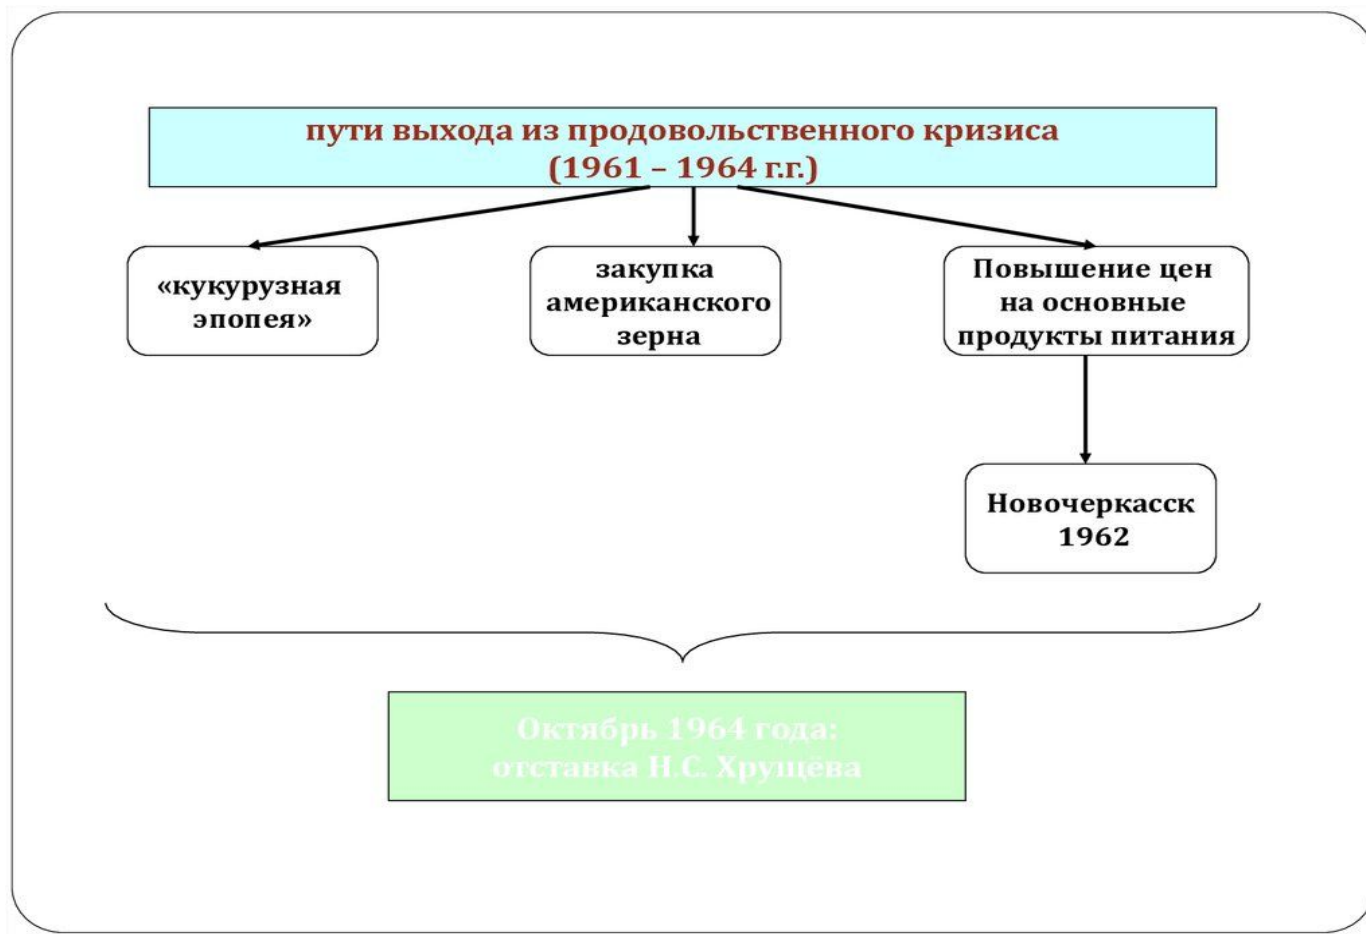 пути выхода из продовольственного кризиса
(1961 – 1964 г.г.)
«кукурузная
эпопея»
закупка
американского
зерна
Повышение цен
на основные
продукты питания
Новочеркасск
1962
Октябрь 1964 года:
отставка Н.С. Хрущёва